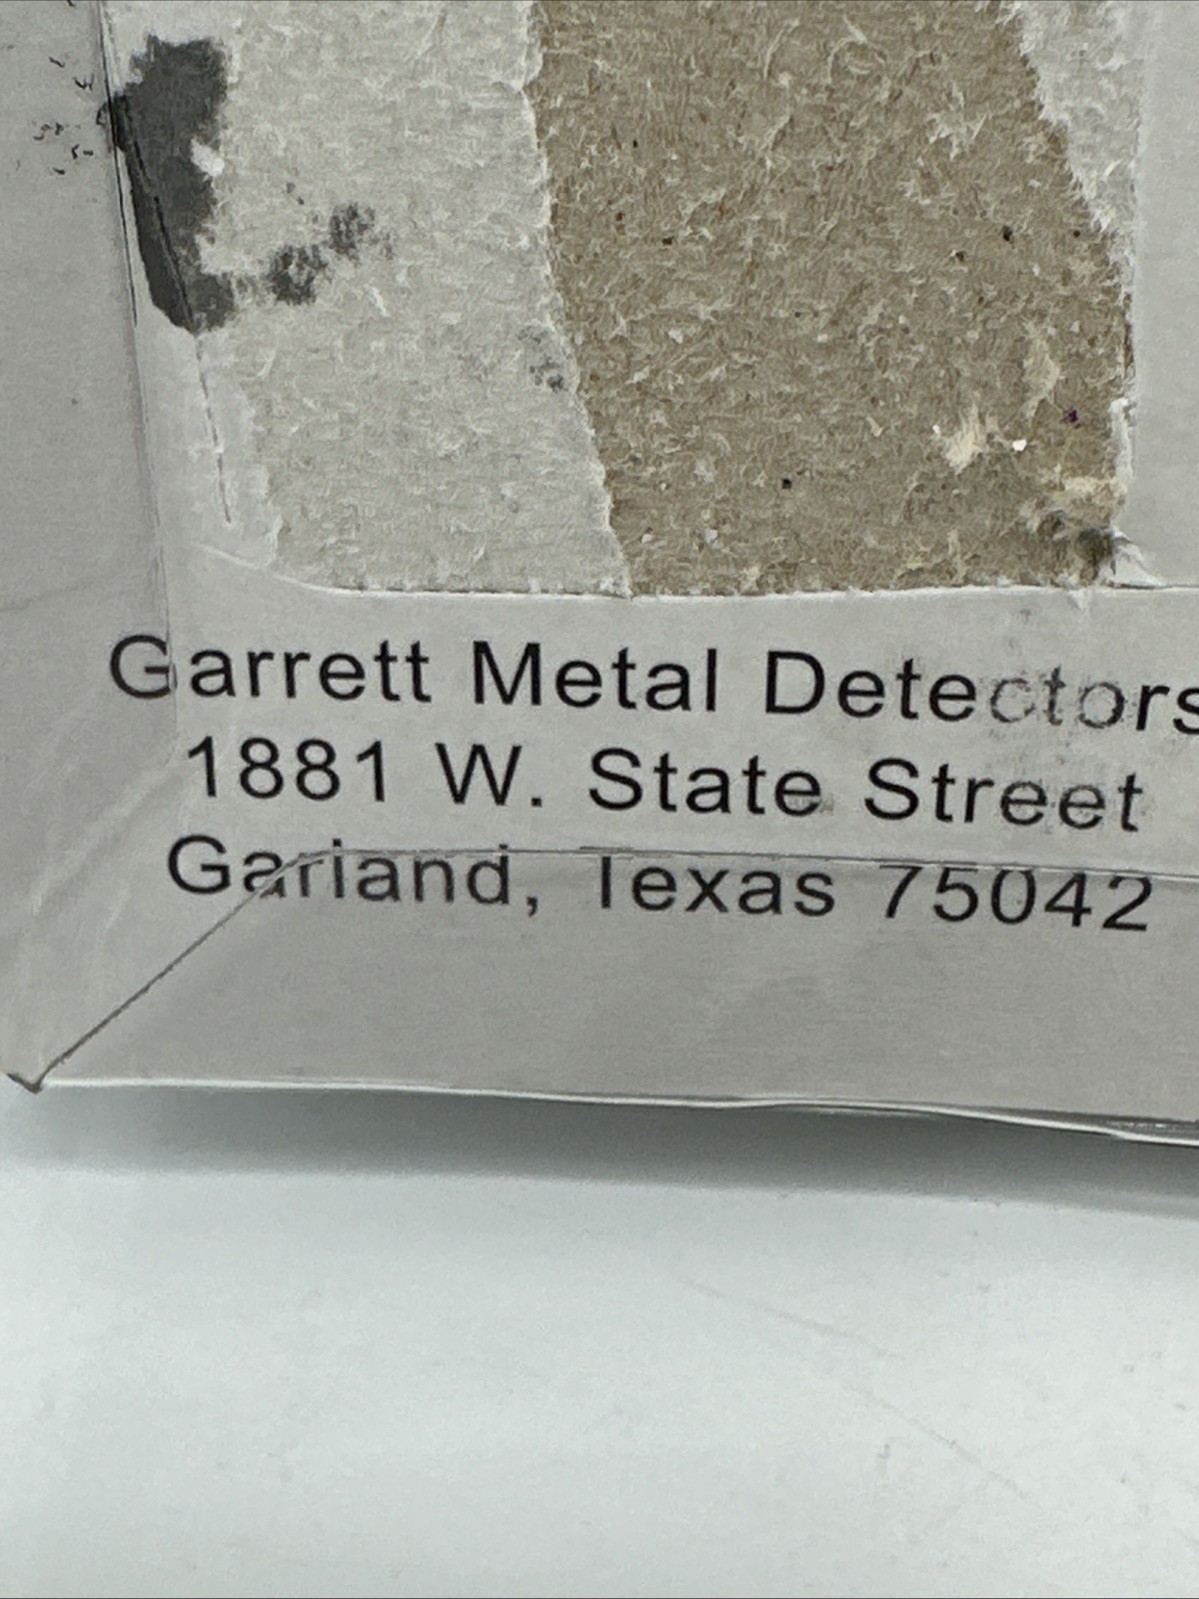 Garrett Metal Detectors
1881 W. State Street
Garland, Texas 75042